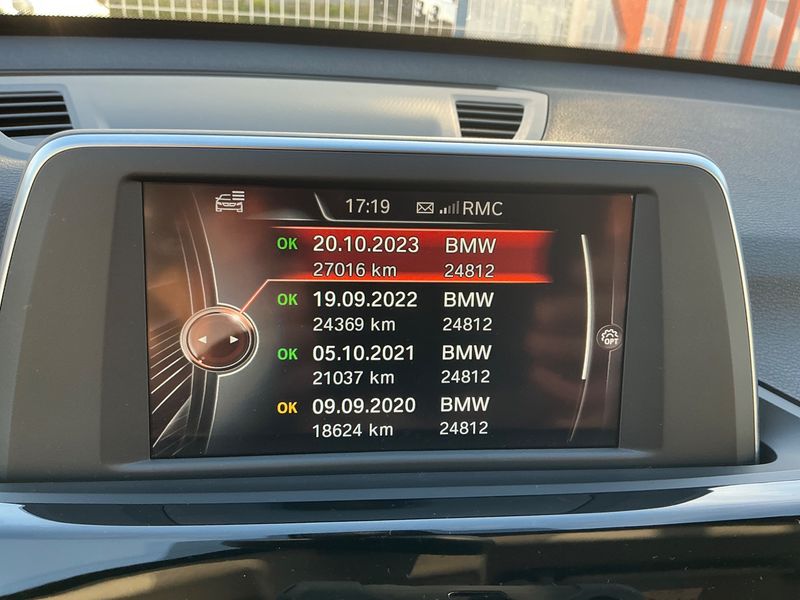 17:19 RMC
OK 20.10.2023 BMW
27016 km 24812
OK 19.09.2022 BMW
24369 km 24812
OK 05.10.2021 BMW
21037 km 24812
OK 09.09.2020 BMW
18624 km 24812
OPT